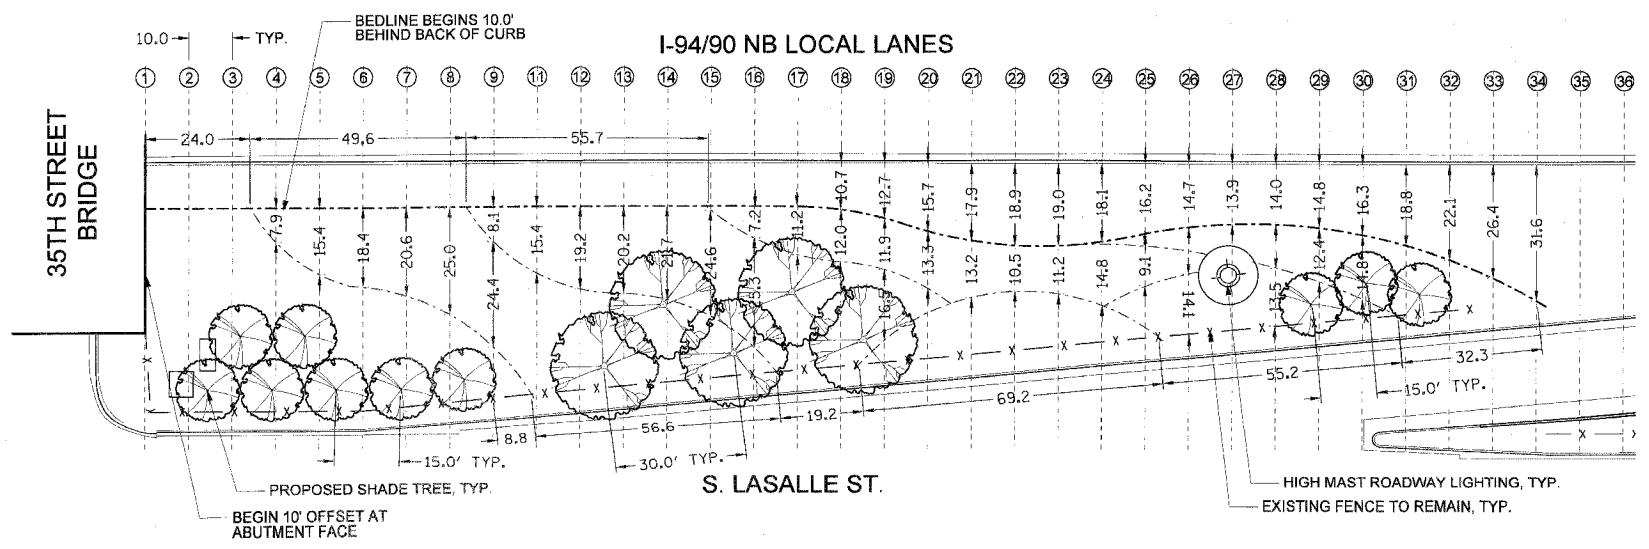 BEDLINE BEGINS 10.0'
BEHIND BACK OF CURB
10.0 TYP.
I-94/90 NB LOCAL LANES
1 2 3 4 5 6 7 8 9 11 12 13 14 15 16 17 18 19 20 21 22 23 24 25 26 27 28 29 30 31 32 33 34 35 36
35TH STREET
BRIDGE
24.0 49.6 55.7
10.7 12.7 15.7 17.9 18.9 19.0 18.1 16.2 14.7 13.9 14.0 14.8 16.3 18.8 22.1 26.4 31.6
7.9 15.4 18.4 20.6 25.0 8.1 15.4 19.2 20.2 21.7 24.6 7.2 11.2 12.0 11.9 13.3 13.2 10.5 11.2 14.8 9.1 12.4
24.4 14.1 13.5 14.8
X X X X X X X X X X X X X X X X X X X X X X
32.3
55.2
15.0' TYP.
69.2
19.2
56.6
8.8
15.0' TYP.
30.0' TYP.
S. LASALLE ST.
PROPOSED SHADE TREE, TYP.
BEGIN 10' OFFSET AT
ABUTMENT FACE
HIGH MAST ROADWAY LIGHTING, TYP.
EXISTING FENCE TO REMAIN, TYP.